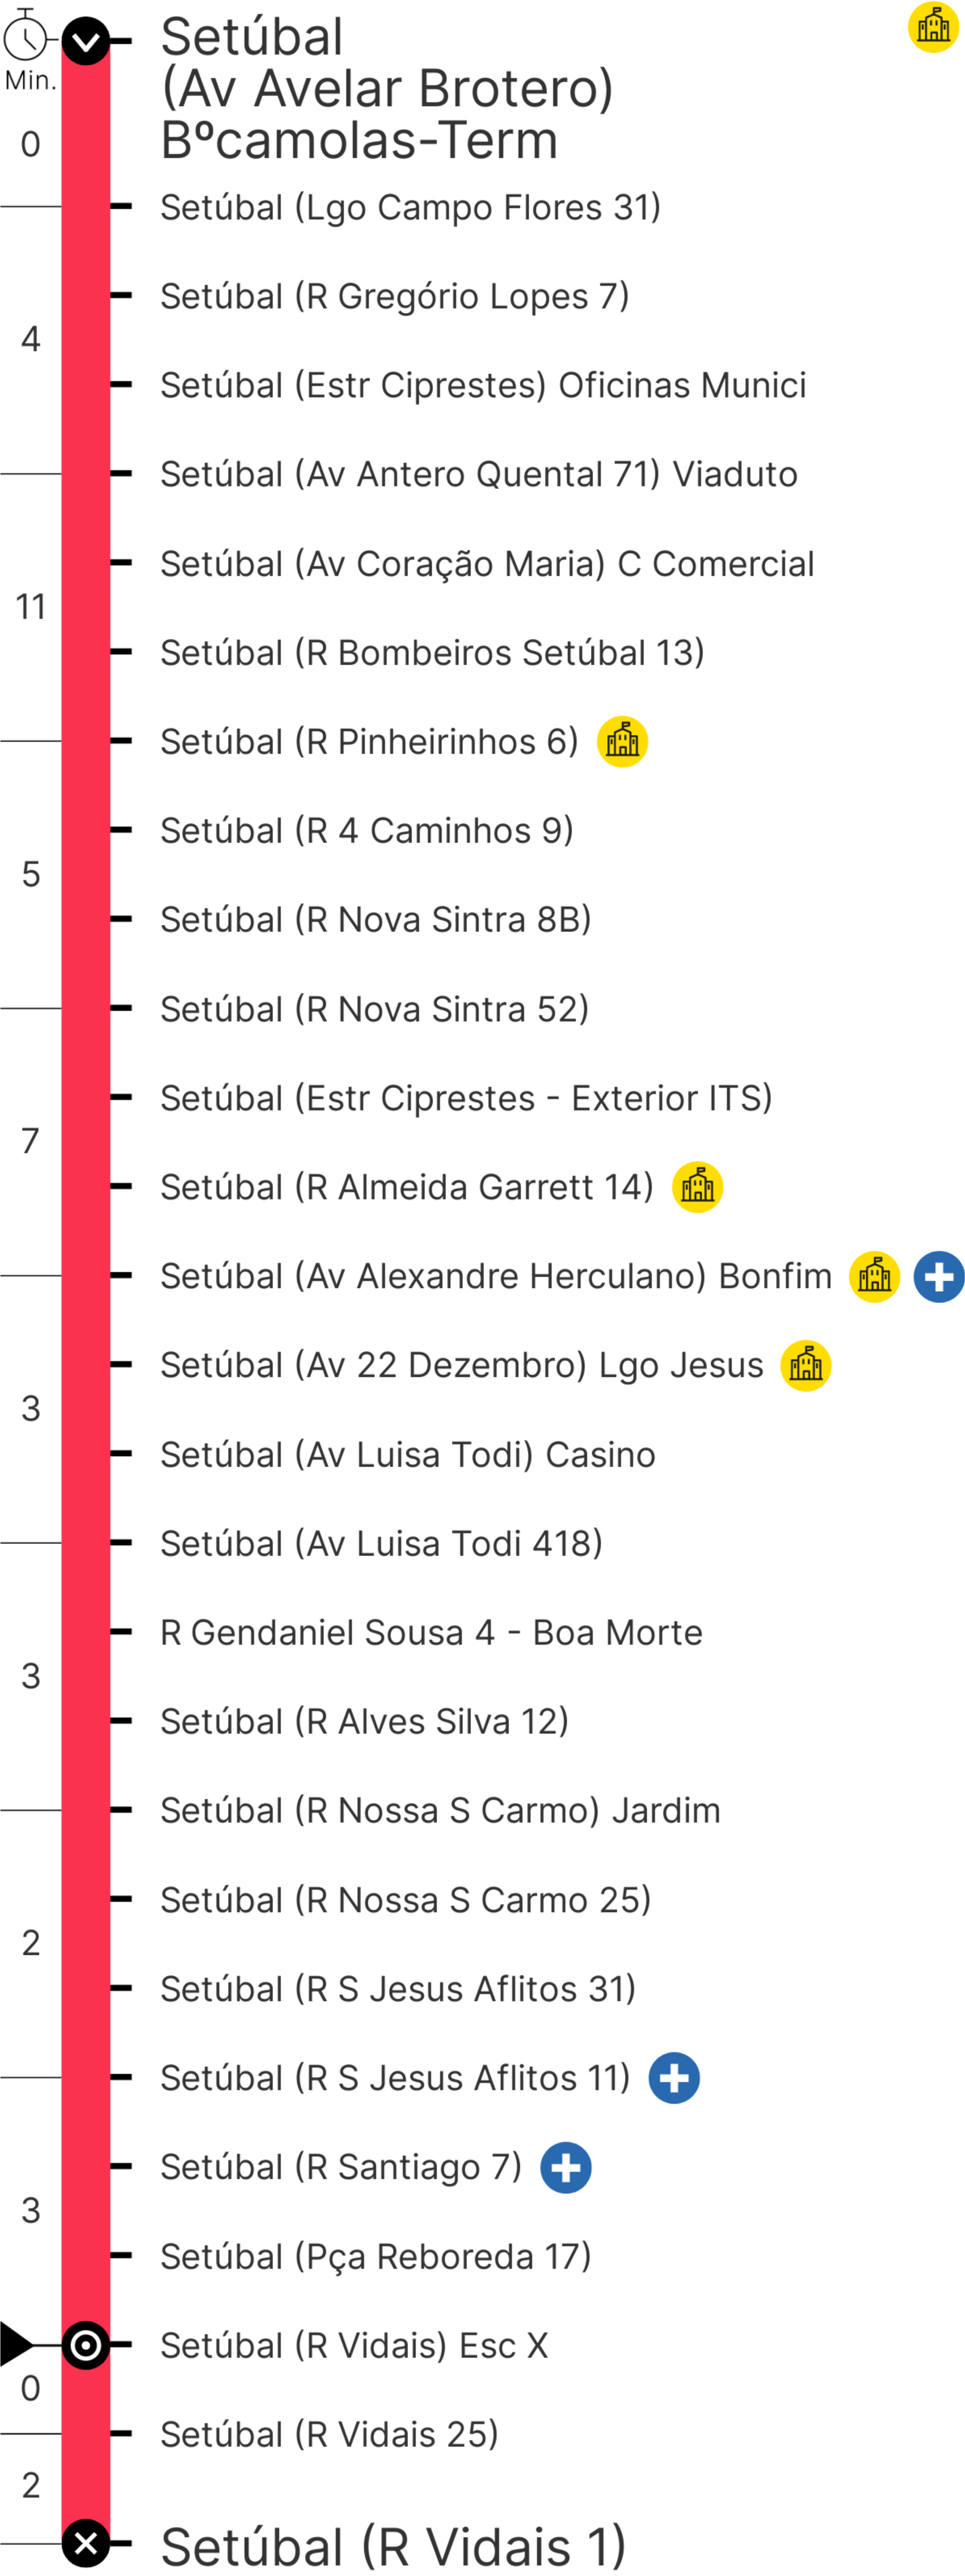 Setúbal
Min.
(Av Avelar Brotero)
Bºcamolas-Term
0
Setúbal (Lgo Campo Flores 31)
Setúbal (R Gregório Lopes 7)
4
Setúbal (Estr Ciprestes) Oficinas Munici
Setúbal (Av Antero Quental 71) Viaduto
Setúbal (Av Coração Maria) C Comercial
11
Setúbal (R Bombeiros Setúbal 13)
Setúbal (R Pinheirinhos 6)
Setúbal (R 4 Caminhos 9)
5
Setúbal (R Nova Sintra 8B)
Setúbal (R Nova Sintra 52)
Setúbal (Estr Ciprestes - Exterior ITS)
7
Setúbal (R Almeida Garrett 14)
Setúbal (Av Alexandre Herculano) Bonfim
Setúbal (Av 22 Dezembro) Lgo Jesus
3
Setúbal (Av Luisa Todi) Casino
Setúbal (Av Luisa Todi 418)
R Gendaniel Sousa 4 - Boa Morte
3
Setúbal (R Alves Silva 12)
Setúbal (R Nossa S Carmo) Jardim
Setúbal (R Nossa S Carmo 25)
2
Setúbal (R S Jesus Aflitos 31)
Setúbal (R S Jesus Aflitos 11)
Setúbal (R Santiago 7)
3
Setúbal (Pça Reboreda 17)
Setúbal (R Vidais) Esc X
0
Setúbal (R Vidais 25)
2
Setúbal (R Vidais 1)